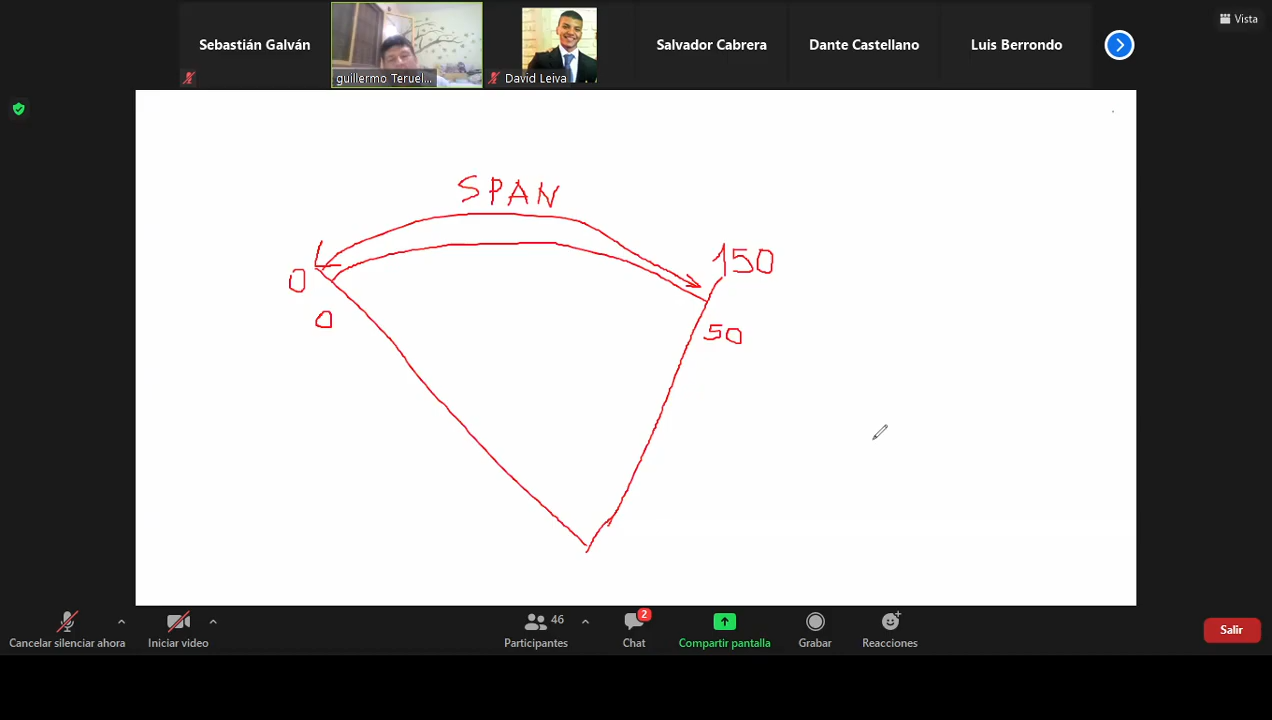 Vista
Sebastián Galván
guillermo Teruel...
David Leiva
Salvador Cabrera
Dante Castellano
Luis Berrondo
SPAN
0
150
0
50
46
2
Cancelar silenciar ahora
Iniciar video
Participantes
Chat
Compartir pantalla
Grabar
Reacciones
Salir